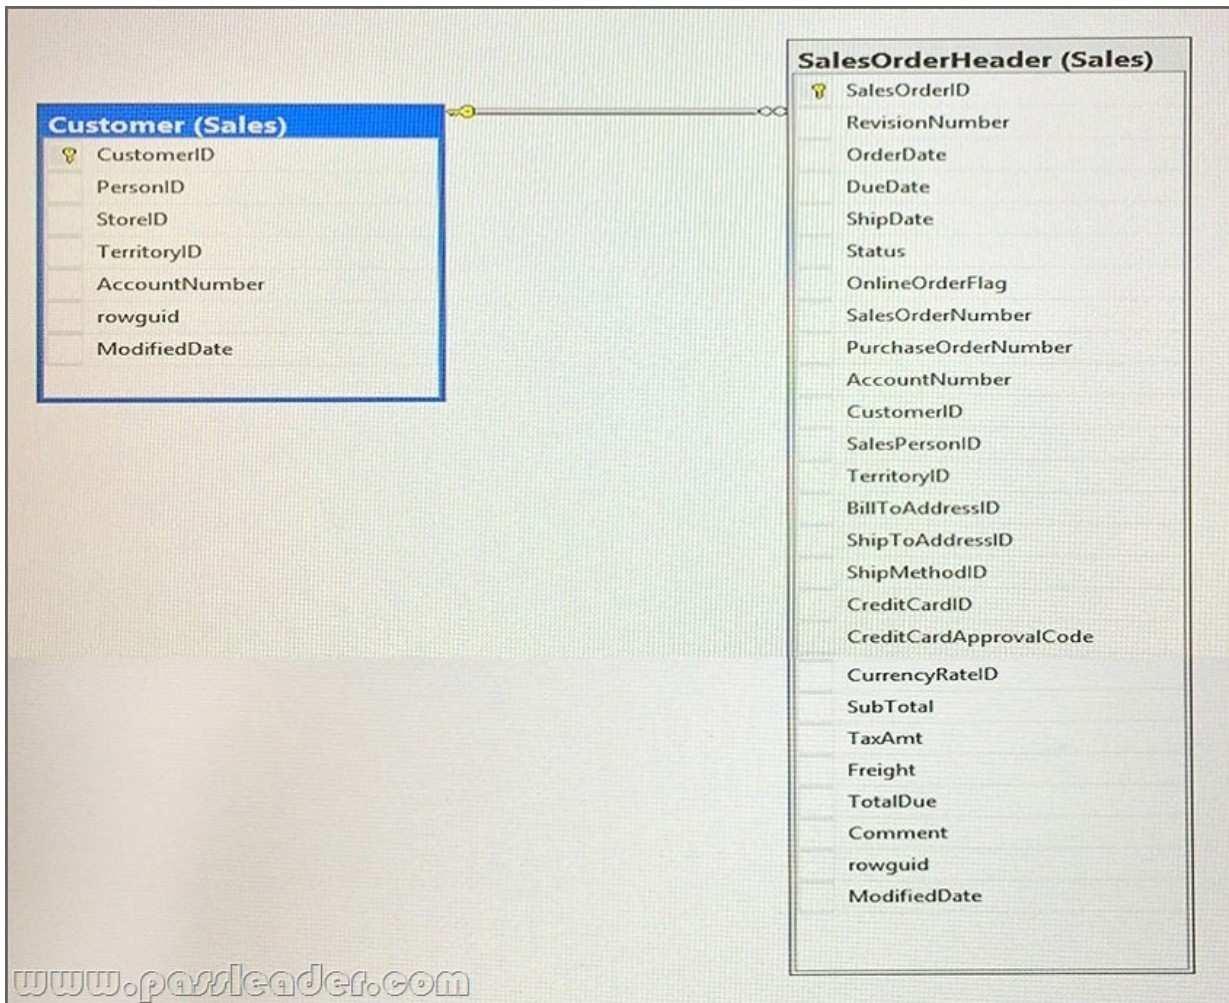 Customer (Sales)
CustomerID
PersonID
StoreID
TerritoryID
AccountNumber
rowguid
ModifiedDate
SalesOrderHeader (Sales)
SalesOrderID
RevisionNumber
OrderDate
DueDate
ShipDate
Status
OnlineOrderFlag
SalesOrderNumber
PurchaseOrderNumber
AccountNumber
CustomerID
SalesPersonID
TerritoryID
BillToAddressID
ShipToAddressID
ShipMethodID
CreditCardID
CreditCardApprovalCode
CurrencyRateID
SubTotal
TaxAmt
Freight
TotalDue
Comment
rowguid
ModifiedDate
www.passleader.com